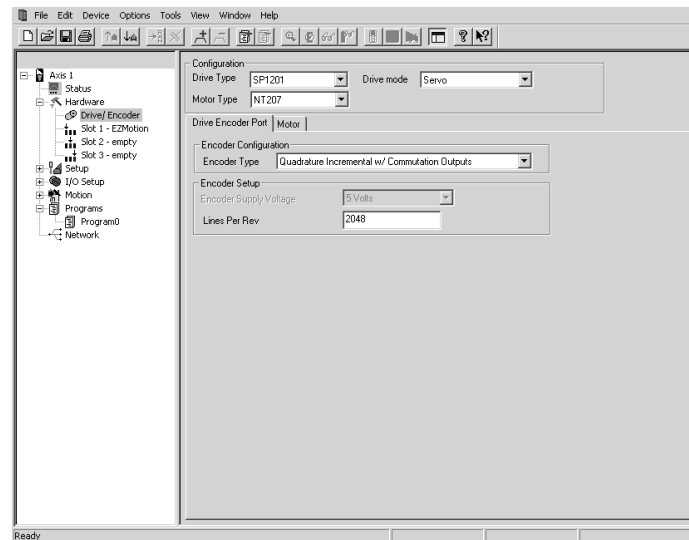 File Edit Device Options Tools View Window Help
Axis 1
Status
Hardware
Drive/ Encoder
Slot 1 - EZMotion
Slot 2 - empty
Slot 3 - empty
Setup
I/O Setup
Motion
Programs
Program0
Network
Configuration
Drive Type SP1201 Drive mode Servo
Motor Type NT207
Drive Encoder Port Motor
Encoder Configuration
Encoder Type Quadrature Incremental w/ Commutation Outputs
Encoder Setup
Encoder Supply Voltage 5 Volts
Lines Per Rev 2048
Ready